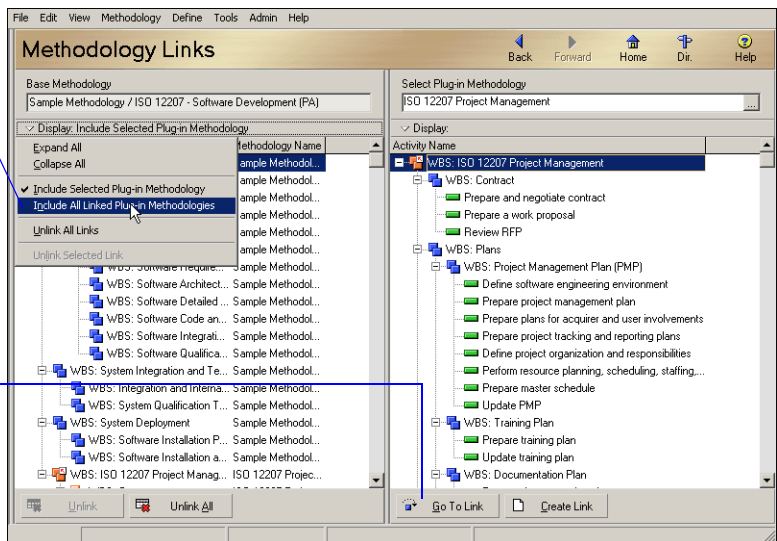 File Edit View Methodology Define Tools Admin Help
Methodology Links
Back Forward Home Dir. Help
Base Methodology
Sample Methodology / ISO 12207 - Software Development (PA)
Display: Include Selected Plug-in Methodology
Methodology Name
Expand All
Collapse All
Include Selected Plug-in Methodology
Include All Linked Plug-in Methodologies
Unlink All Links
Unlink Selected Link
ample Methodol...
ample Methodol...
ample Methodol...
ample Methodol...
ample Methodol...
ample Methodol...
WBS: Software Require... Sample Methodol...
WBS: Software Architect... Sample Methodol...
WBS: Software Detailed ... Sample Methodol...
WBS: Software Code an... Sample Methodol...
WBS: Software Integrati... Sample Methodol...
WBS: Software Qualifica... Sample Methodol...
WBS: System Integration and Te... Sample Methodol...
WBS: Integration and Interna... Sample Methodol...
WBS: System Qualification T... Sample Methodol...
WBS: System Deployment Sample Methodol...
WBS: Software Installation P... Sample Methodol...
WBS: Software Installation a... Sample Methodol...
WBS: ISO 12207 Project Manag... ISO 12207 Projec...
Unlink Unlink All
Select Plug-in Methodology
ISO 12207 Project Management
...
Display:
Activity Name
WBS: ISO 12207 Project Management
WBS: Contract
Prepare and negotiate contract
Prepare a work proposal
Review RFP
WBS: Plans
WBS: Project Management Plan (PMP)
Define software engineering environment
Prepare project management plan
Prepare plans for acquirer and user involvements
Prepare project tracking and reporting plans
Define project organization and responsibilities
Perform resource planning, scheduling, staffing,...
Prepare master schedule
Update PMP
WBS: Training Plan
Prepare training plan
Update training plan
WBS: Documentation Plan
Go To Link Create Link